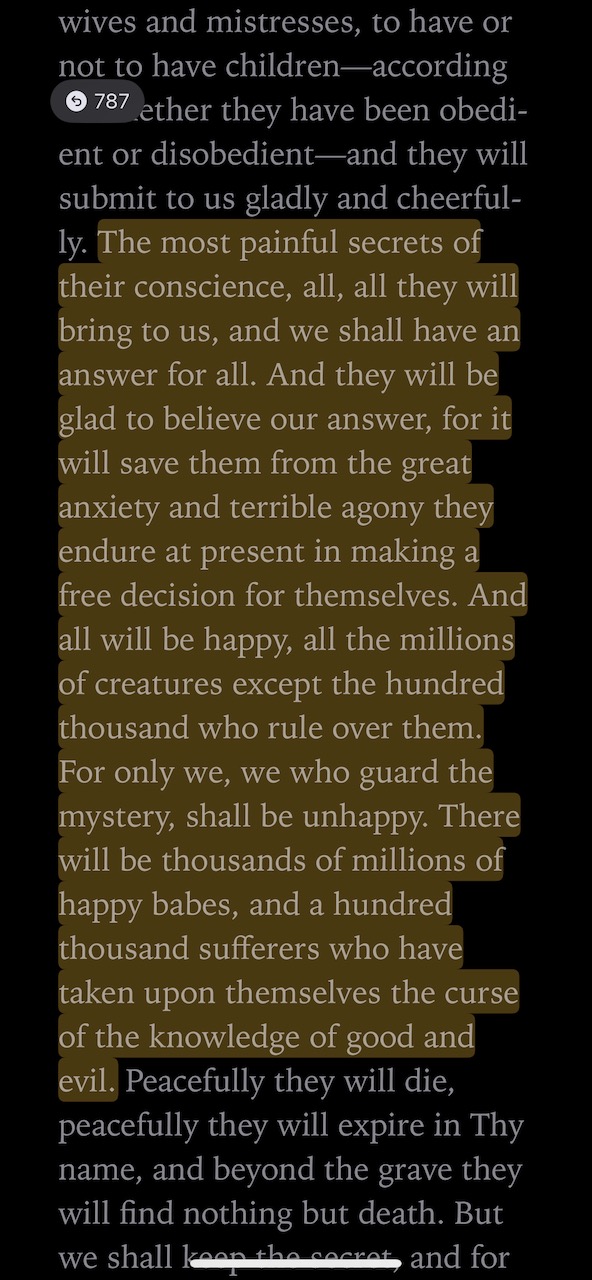 wives and mistresses, to have or
not to have children—according
787
ether they have been obedi-
ent or disobedient—and they will
submit to us gladly and cheerful-
ly. The most painful secrets of
their conscience, all, all they will
bring to us, and we shall have an
answer for all. And they will be
glad to believe our answer, for it
will save them from the great
anxiety and terrible agony they
endure at present in making a
free decision for themselves. And
all will be happy, all the millions
of creatures except the hundred
thousand who rule over them.
For only we, we who guard the
mystery, shall be unhappy. There
will be thousands of millions of
happy babes, and a hundred
thousand sufferers who have
taken upon themselves the curse
of the knowledge of good and
evil. Peacefully they will die,
peacefully they will expire in Thy
name, and beyond the grave they
will find nothing but death. But
we shall keep the secret, and for